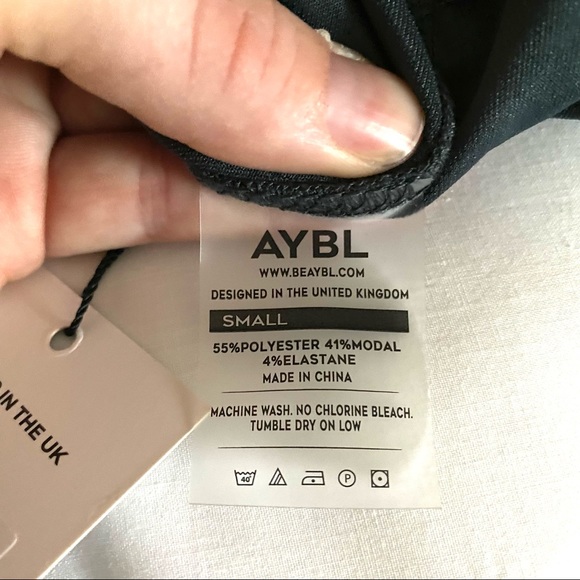 AYBL
WWW.BEAYBL.COM
DESIGNED IN THE UNITED KINGDOM
SMALL
55%POLYESTER 41%MODAL
4%ELASTANE
MADE IN CHINA
MACHINE WASH. NO CHLORINE BLEACH.
TUMBLE DRY ON LOW
40°
P
IN THE UK